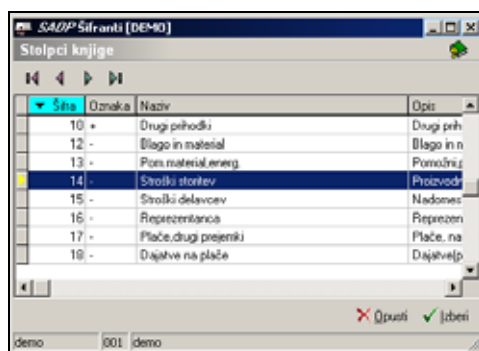 SADP Šifranti [DEMO]
Stolpci knjige
Šifra Oznaka Naziv Opis
10 + Drugi prihodki Drugi prih
12 - Blago in material Blago in n
13 - Pom.material,energ. Pomožni,p
14 - Stroški storitev Proizvodn
15 - Stroški delavcev Nadomes
16 - Reprezentanca Reprezen
17 - Plače,drugi prejemki Plače, na
18 - Dajatve na plače Dajatve(p
Opusti Izberi
demo 001 demo